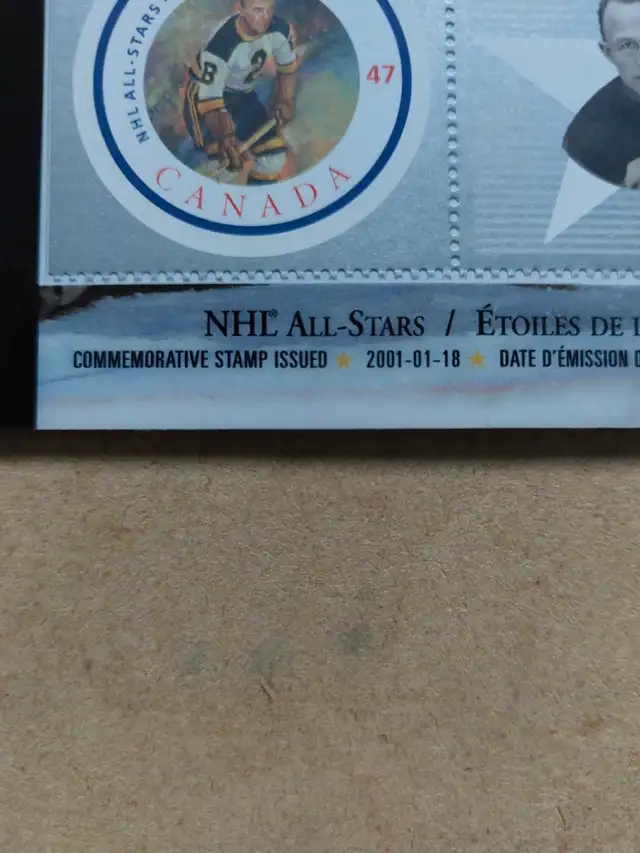 NHL ALL-STARS
B 2
47
CANADA
NHL® ALL-STARS / ÉTOILES DE
COMMEMORATIVE STAMP ISSUED ★ 2001-01-18 ★ DATE D'ÉMISSION